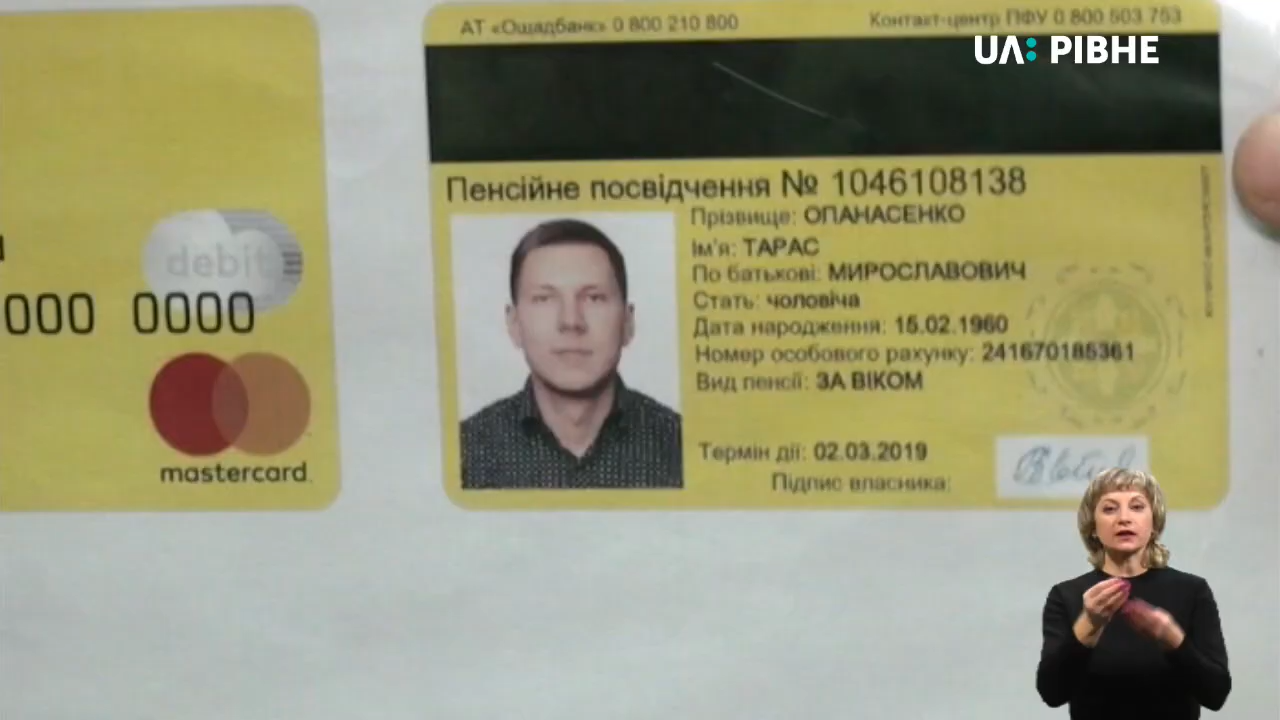 АТ «Ощадбанк» 0 800 210 800
Контакт-центр ПФУ 0 800 503 753
UA: РІВНЕ
Пенсійне посвідчення № 1046108138
Прізвище: ОПАНАСЕНКО
Ім'я: ТАРАС
По батькові: МИРОСЛАВОВИЧ
Стать: чоловіча
Дата народження: 15.02.1960
Номер особового рахунку: 241670185361
Вид пенсії: ЗА ВІКОМ
Термін дії: 02.03.2019
Підпис власника:
debit
000 0000
mastercard.